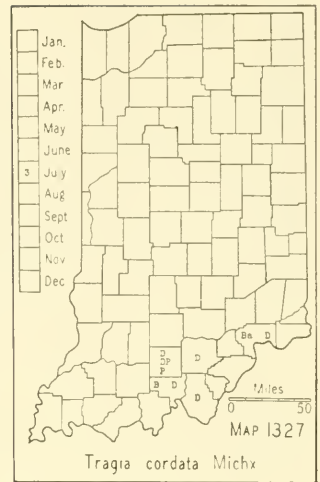 Jan.
Feb.
Mar
Apr.
May
June
3 July
Aug
Sept
Oct
Nov
Dec
Ba D
D
DP
P
D
B D
D
Miles
0 50
MAP 1327
Tragia cordata Michx